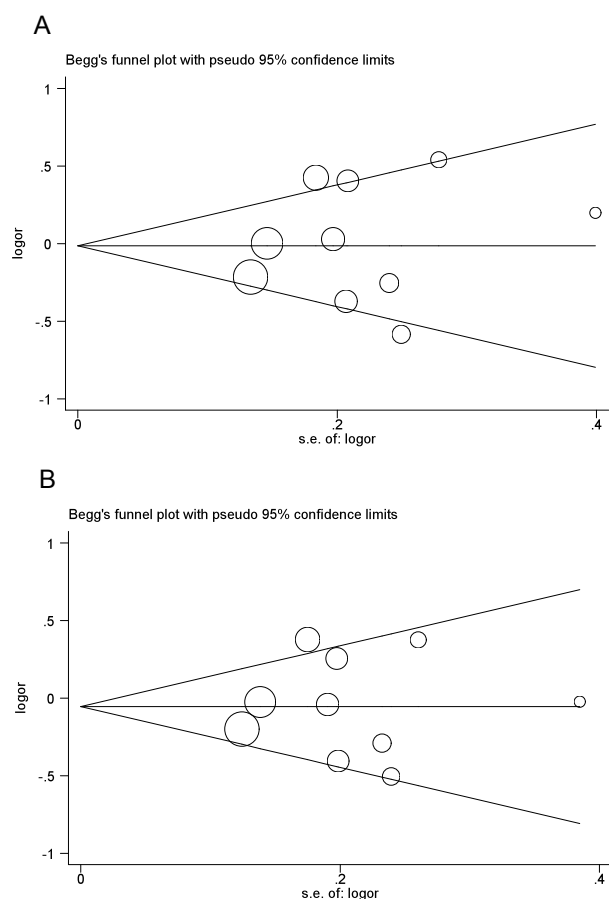 A
Begg's funnel plot with pseudo 95% confidence limits
1
.5
0
-.5
-1
logor
0 .2 .4
s.e. of: logor
B
Begg's funnel plot with pseudo 95% confidence limits
1
.5
0
-.5
-1
logor
0 .2 .4
s.e. of: logor